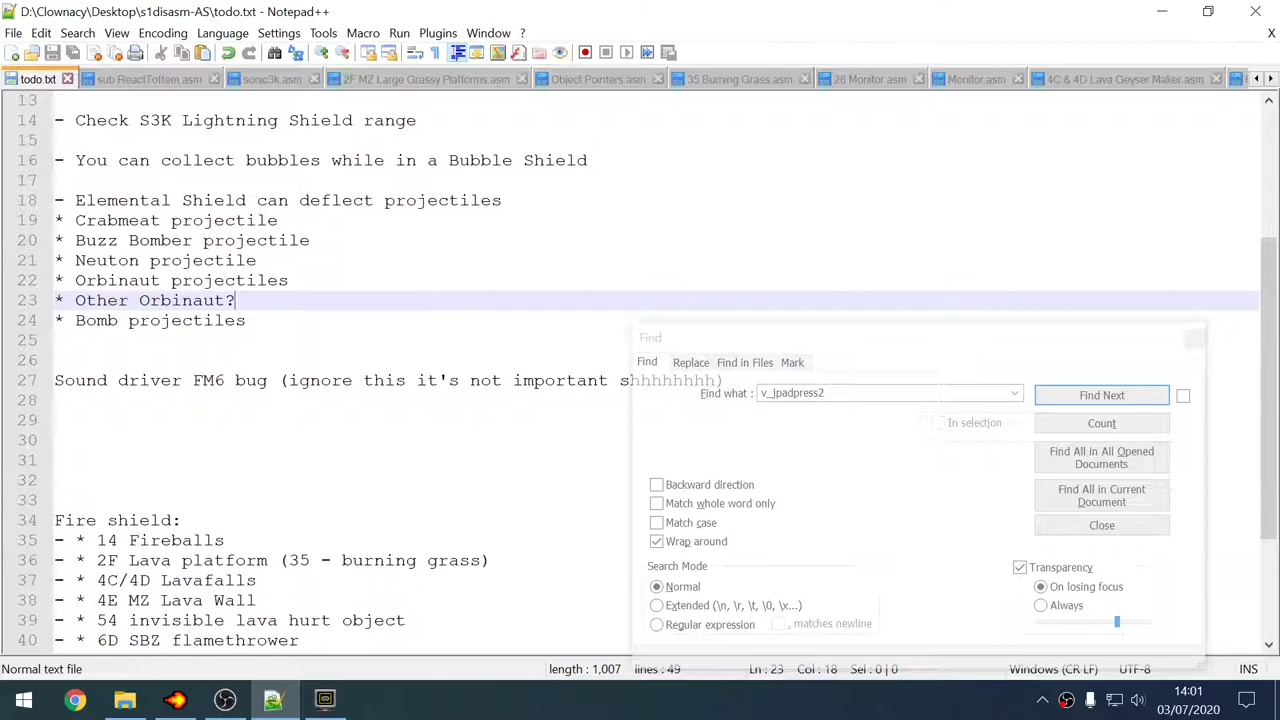 D:\Clownacy\Desktop\s1disasm-AS\todo.txt - Notepad++
File Edit Search View Encoding Language Settings Tools Macro Run Plugins Window ? X
todo.txt sub ReactToItem.asm sonic3k.asm 2F MZ Large Grassy Platforms.asm Object Pointers.asm 35 Burning Grass.asm 26 Monitor.asm Monitor.asm 4C & 4D Lava Geyser Maker.asm
13
14 - Check S3K Lightning Shield range
15
16 - You can collect bubbles while in a Bubble Shield
17
18 - Elemental Shield can deflect projectiles
19 * Crabmeat projectile
20 * Buzz Bomber projectile
21 * Neuton projectile
22 * Orbinaut projectiles
23 * Other Orbinaut?
24 * Bomb projectiles
25
26
27 Sound driver FM6 bug (ignore this it's not important shhhhhhhh)
28
29
30
31
32
33
34 Fire shield:
35 - * 14 Fireballs
36 - * 2F Lava platform (35 - burning grass)
37 - * 4C/4D Lavafalls
38 - * 4E MZ Lava Wall
39 - * 54 invisible lava hurt object
40 - * 6D SBZ flamethrower
Find
Find Replace Find in Files Mark
Find what : v_jpadpress2 Find Next
In selection Count
Find All in All Opened
Documents
Backward direction
Find All in Current
Document
Match whole word only
Match case
Close
Wrap around
Search Mode
Transparency
Normal
On losing focus
Extended (\n, \r, \t, \0, \x...)
Always
Regular expression
. matches newline
Normal text file length : 1,007 lines : 49 Ln : 23 Col : 18 Sel : 0 | 0 Windows (CR LF) UTF-8 INS
14:01
03/07/2020